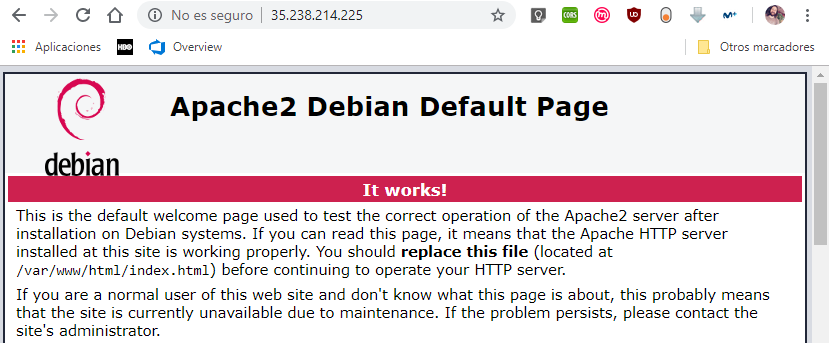 No es seguro | 35.238.214.225
CORS
Aplicaciones HBO Overview Otros marcadores
debian
Apache2 Debian Default Page
It works!
This is the default welcome page used to test the correct operation of the Apache2 server after
installation on Debian systems. If you can read this page, it means that the Apache HTTP server
installed at this site is working properly. You should replace this file (located at
/var/www/html/index.html) before continuing to operate your HTTP server.
If you are a normal user of this web site and don't know what this page is about, this probably means
that the site is currently unavailable due to maintenance. If the problem persists, please contact the
site's administrator.